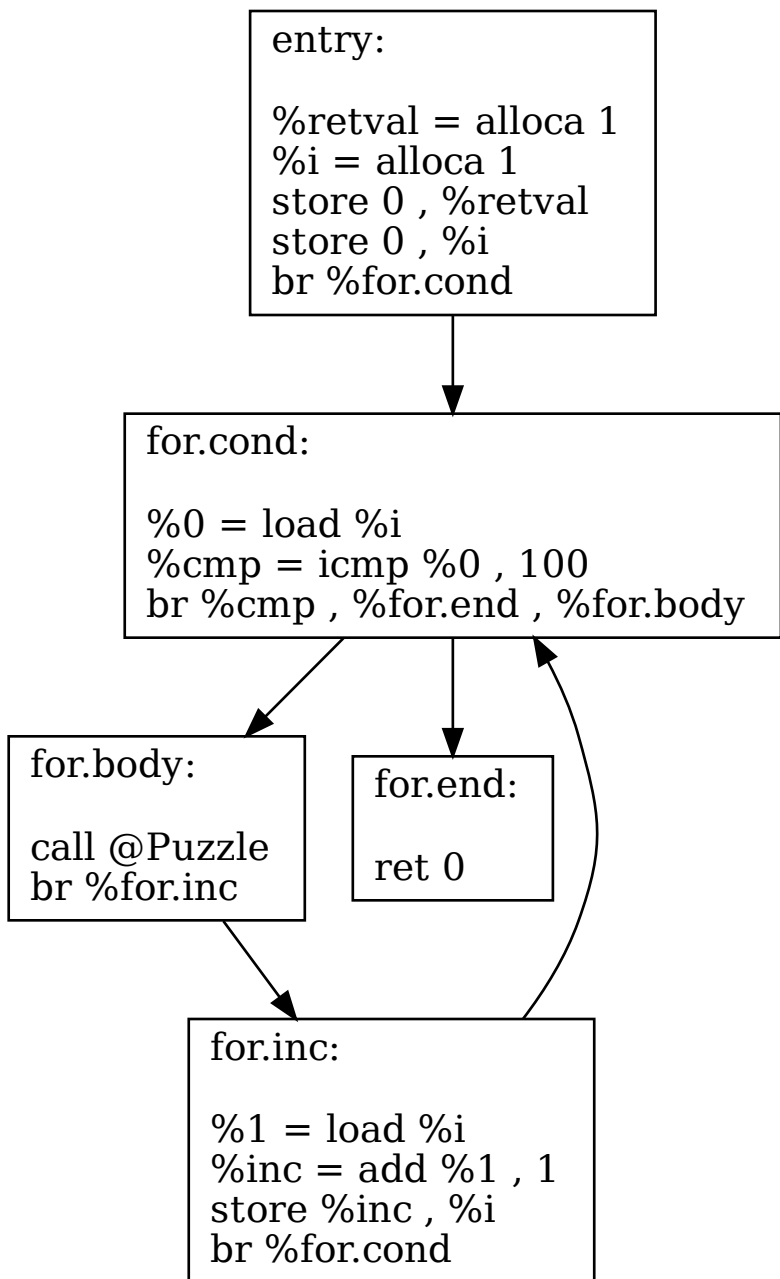 entry:
%retval = alloca 1
%i = alloca 1
store 0 , %retval
store 0 , %i
br %for.cond
for.cond:
%0 = load %i
%cmp = icmp %0 , 100
br %cmp , %for.end , %for.body
for.body:
call @Puzzle
br %for.inc
for.end:
ret 0
for.inc:
%1 = load %i
%inc = add %1 , 1
store %inc , %i
br %for.cond